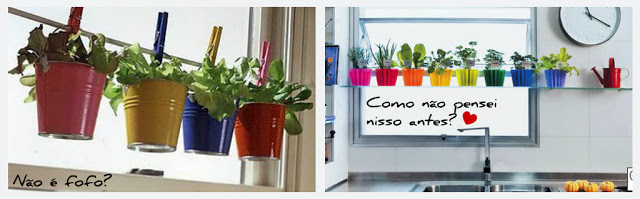 Não é fofo?
Como não pensei
nisso antes?